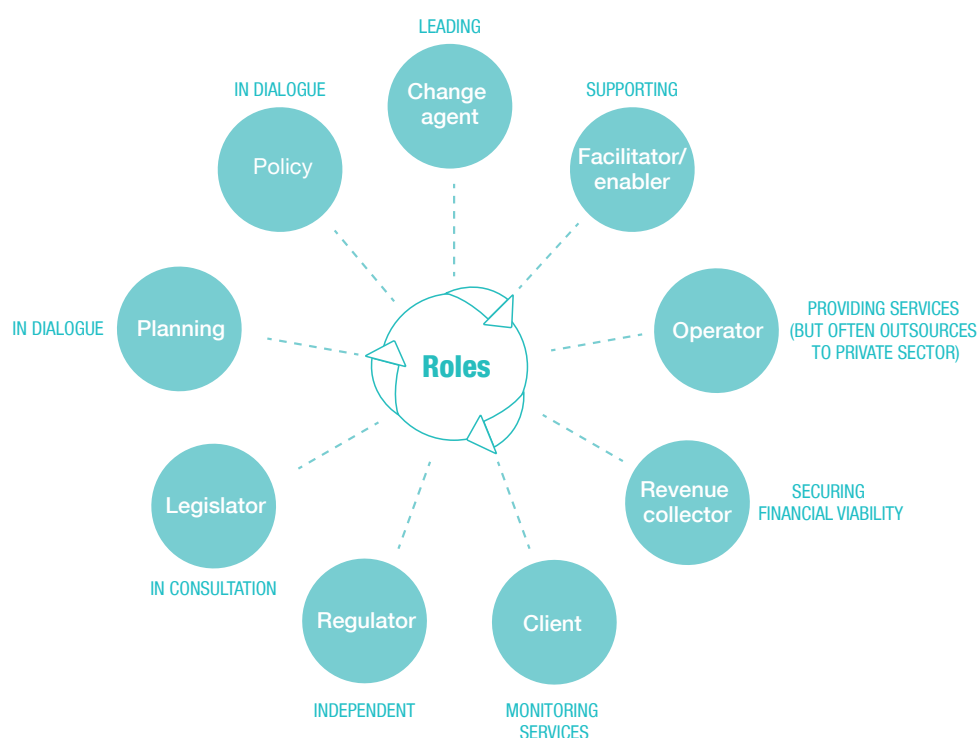 LEADING
Change
agent
SUPPORTING
Facilitator/
enabler
PROVIDING SERVICES
(BUT OFTEN OUTSOURCES
TO PRIVATE SECTOR)
Operator
SECURING
FINANCIAL VIABILITY
Revenue
collector
Client
MONITORING
SERVICES
Regulator
INDEPENDENT
Legislator
IN CONSULTATION
IN DIALOGUE
Planning
IN DIALOGUE
Policy
Roles